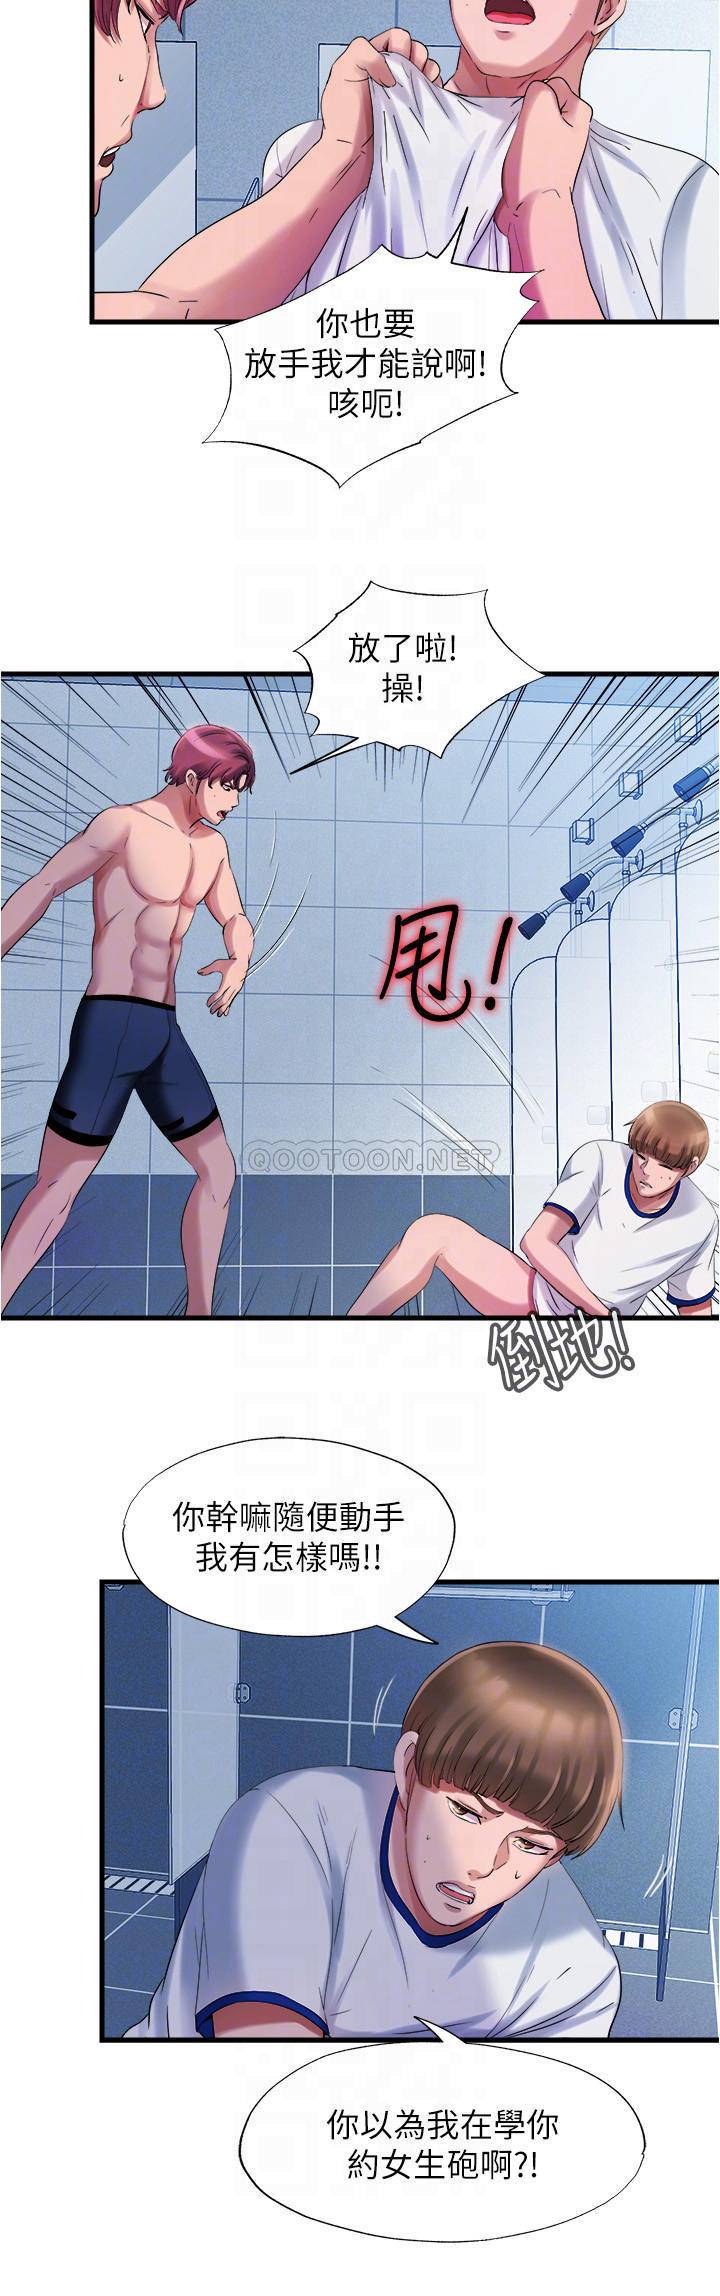 你也要
放手我才能說啊!
咳呃!
放了啦!
操!
甩!
QOOTOON.NET
倒地!
你幹嘛隨便動手
我有怎樣嗎!!
你以為我在學你
約女生砲啊?!